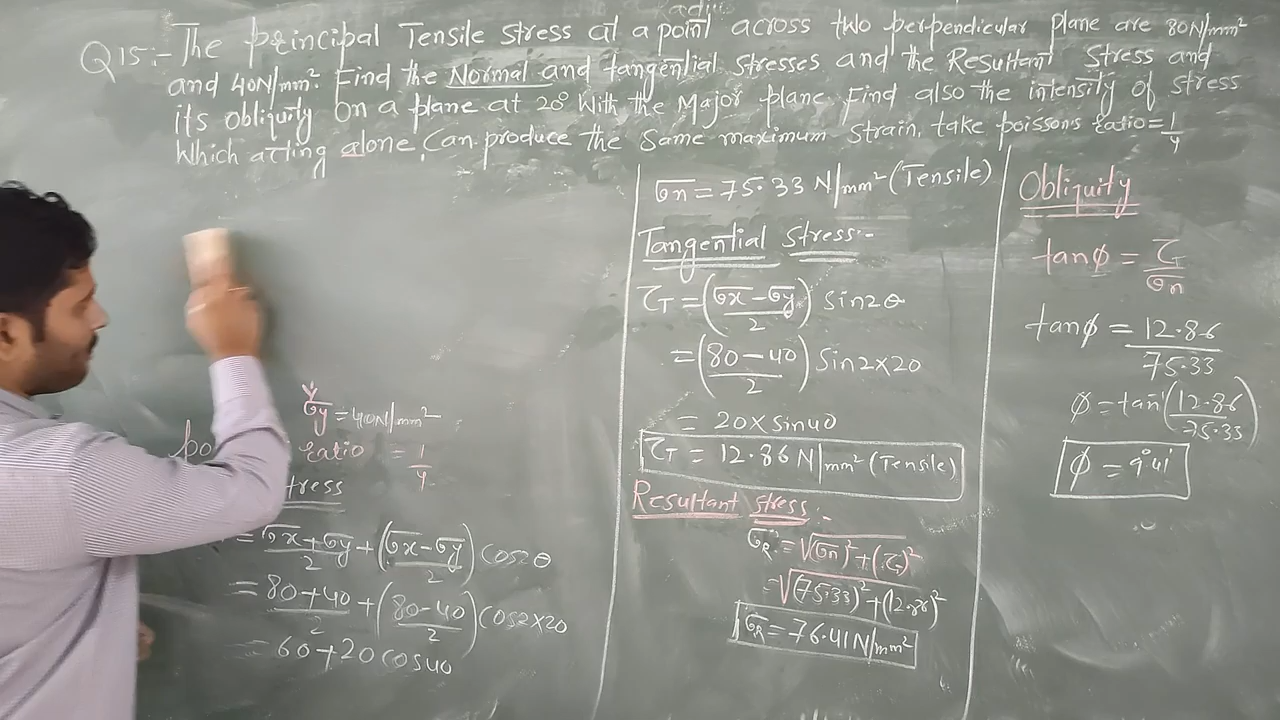 Q15:- The principal Tensile stress at a point across two perpendicular plane are 80N/mm²
and 40N/mm². Find the Normal and tangential stresses and the Resultant Stress and
its obliquity on a plane at 20° With the Major plane. Find also the intensity of stress
Which acting alone Can produce the Same maximum strain, take poissons ratio=1/4
σy = 40N/mm²
po
ratio = 1/4
tress
= σx+σy/2 + (σx-σy/2) cos2θ
= 80+40/2 + (80-40/2) cos2x20
= 60+20 cos40
σn = 75.33 N/mm² (Tensile)
Tangential stress:-
τT = (σx-σy/2) sin2θ
= (80-40/2) sin2x20
= 20x sin40
τT = 12.86 N/mm² (Tensile)
Resultant stress:-
σR = √(σn)²+(τ)²
= √(75.33)²+(12.86)²
σR = 76.41 N/mm²
Obliquity
tanφ = τ/σn
tanφ = 12.86/75.33
φ = tan⁻¹(12.86/75.33)
φ = 9°41'